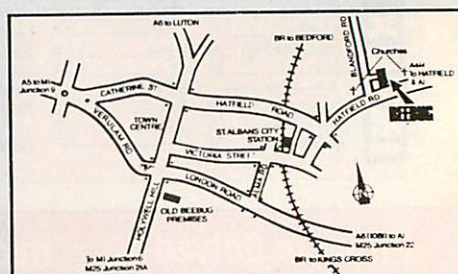 A6 to LUTON
BR to BEDFORD
BLANDFORD RD
Churches
TO HATFIELD
& A1
A5 to M1
Junction 9
CATHERINE ST
HATFIELD ROAD
HATFIELD RD
BEEBUG
VERULAM RD
TOWN
CENTRE
ST.ALBANS CITY
STATION
VICTORIA STREET
LONDON ROAD
ALMA RD
HOLYWELL HILL
OLD BEEBUG
PREMISES
To M1 Junction 6
M25 Junction 21A
A6 (1081) to A1
M25 Junction 22
BR to KINGS CROSS